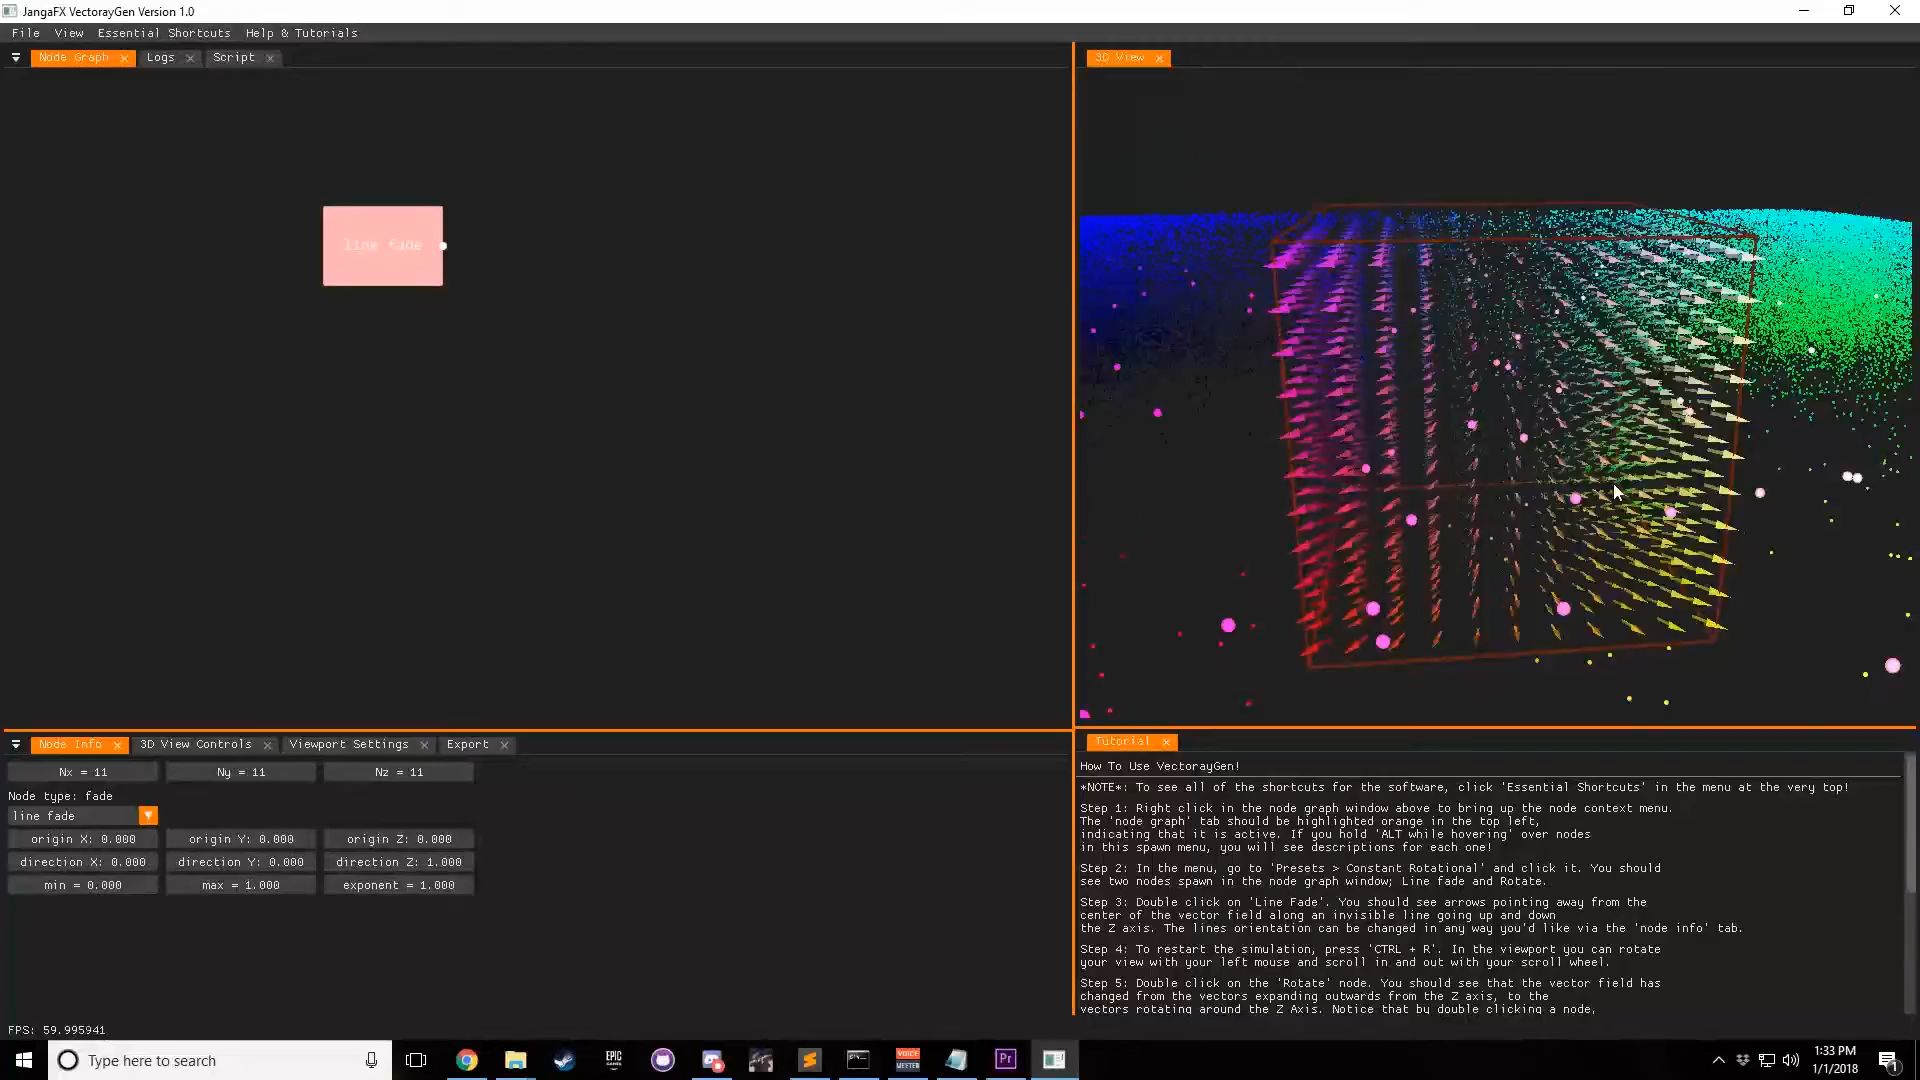 JangaFX VectorayGen Version 1.0
File View Essential Shortcuts Help & Tutorials
Node Graph Logs Script
3D View
line fade
Node Info 3D View Controls Viewport Settings Export
Nx = 11 Ny = 11 Nz = 11
Node type: fade
line fade
origin X: 0.000 origin Y: 0.000 origin Z: 0.000
direction X: 0.000 direction Y: 0.000 direction Z: 1.000
min = 0.000 max = 1.000 exponent = 1.000
FPS: 59.995941
Tutorial
How To Use VectorayGen!
*NOTE*: To see all of the shortcuts for the software, click 'Essential Shortcuts' in the menu at the very top!
Step 1: Right click in the node graph window above to bring up the node context menu.
The 'node graph' tab should be highlighted orange in the top left,
indicating that it is active. If you hold 'ALT while hovering' over nodes
in this spawn menu, you will see descriptions for each one!
Step 2: In the menu, go to 'Presets > Constant Rotational' and click it. You should
see two nodes spawn in the node graph window; Line fade and Rotate.
Step 3: Double click on 'Line Fade'. You should see arrows pointing away from the
center of the vector field along an invisible line going up and down
the Z axis. The lines orientation can be changed in any way you'd like via the 'node info' tab.
Step 4: To restart the simulation, press 'CTRL + R'. In the viewport you can rotate
your view with your left mouse and scroll in and out with your scroll wheel.
Step 5: Double click on the 'Rotate' node. You should see that the vector field has
changed from the vectors expanding outwards from the Z axis, to the
vectors rotating around the Z Axis. Notice that by double clicking a node,
Type here to search
EPIC
VOICE
MEETER
Pr
1:33 PM
1/1/2018
1